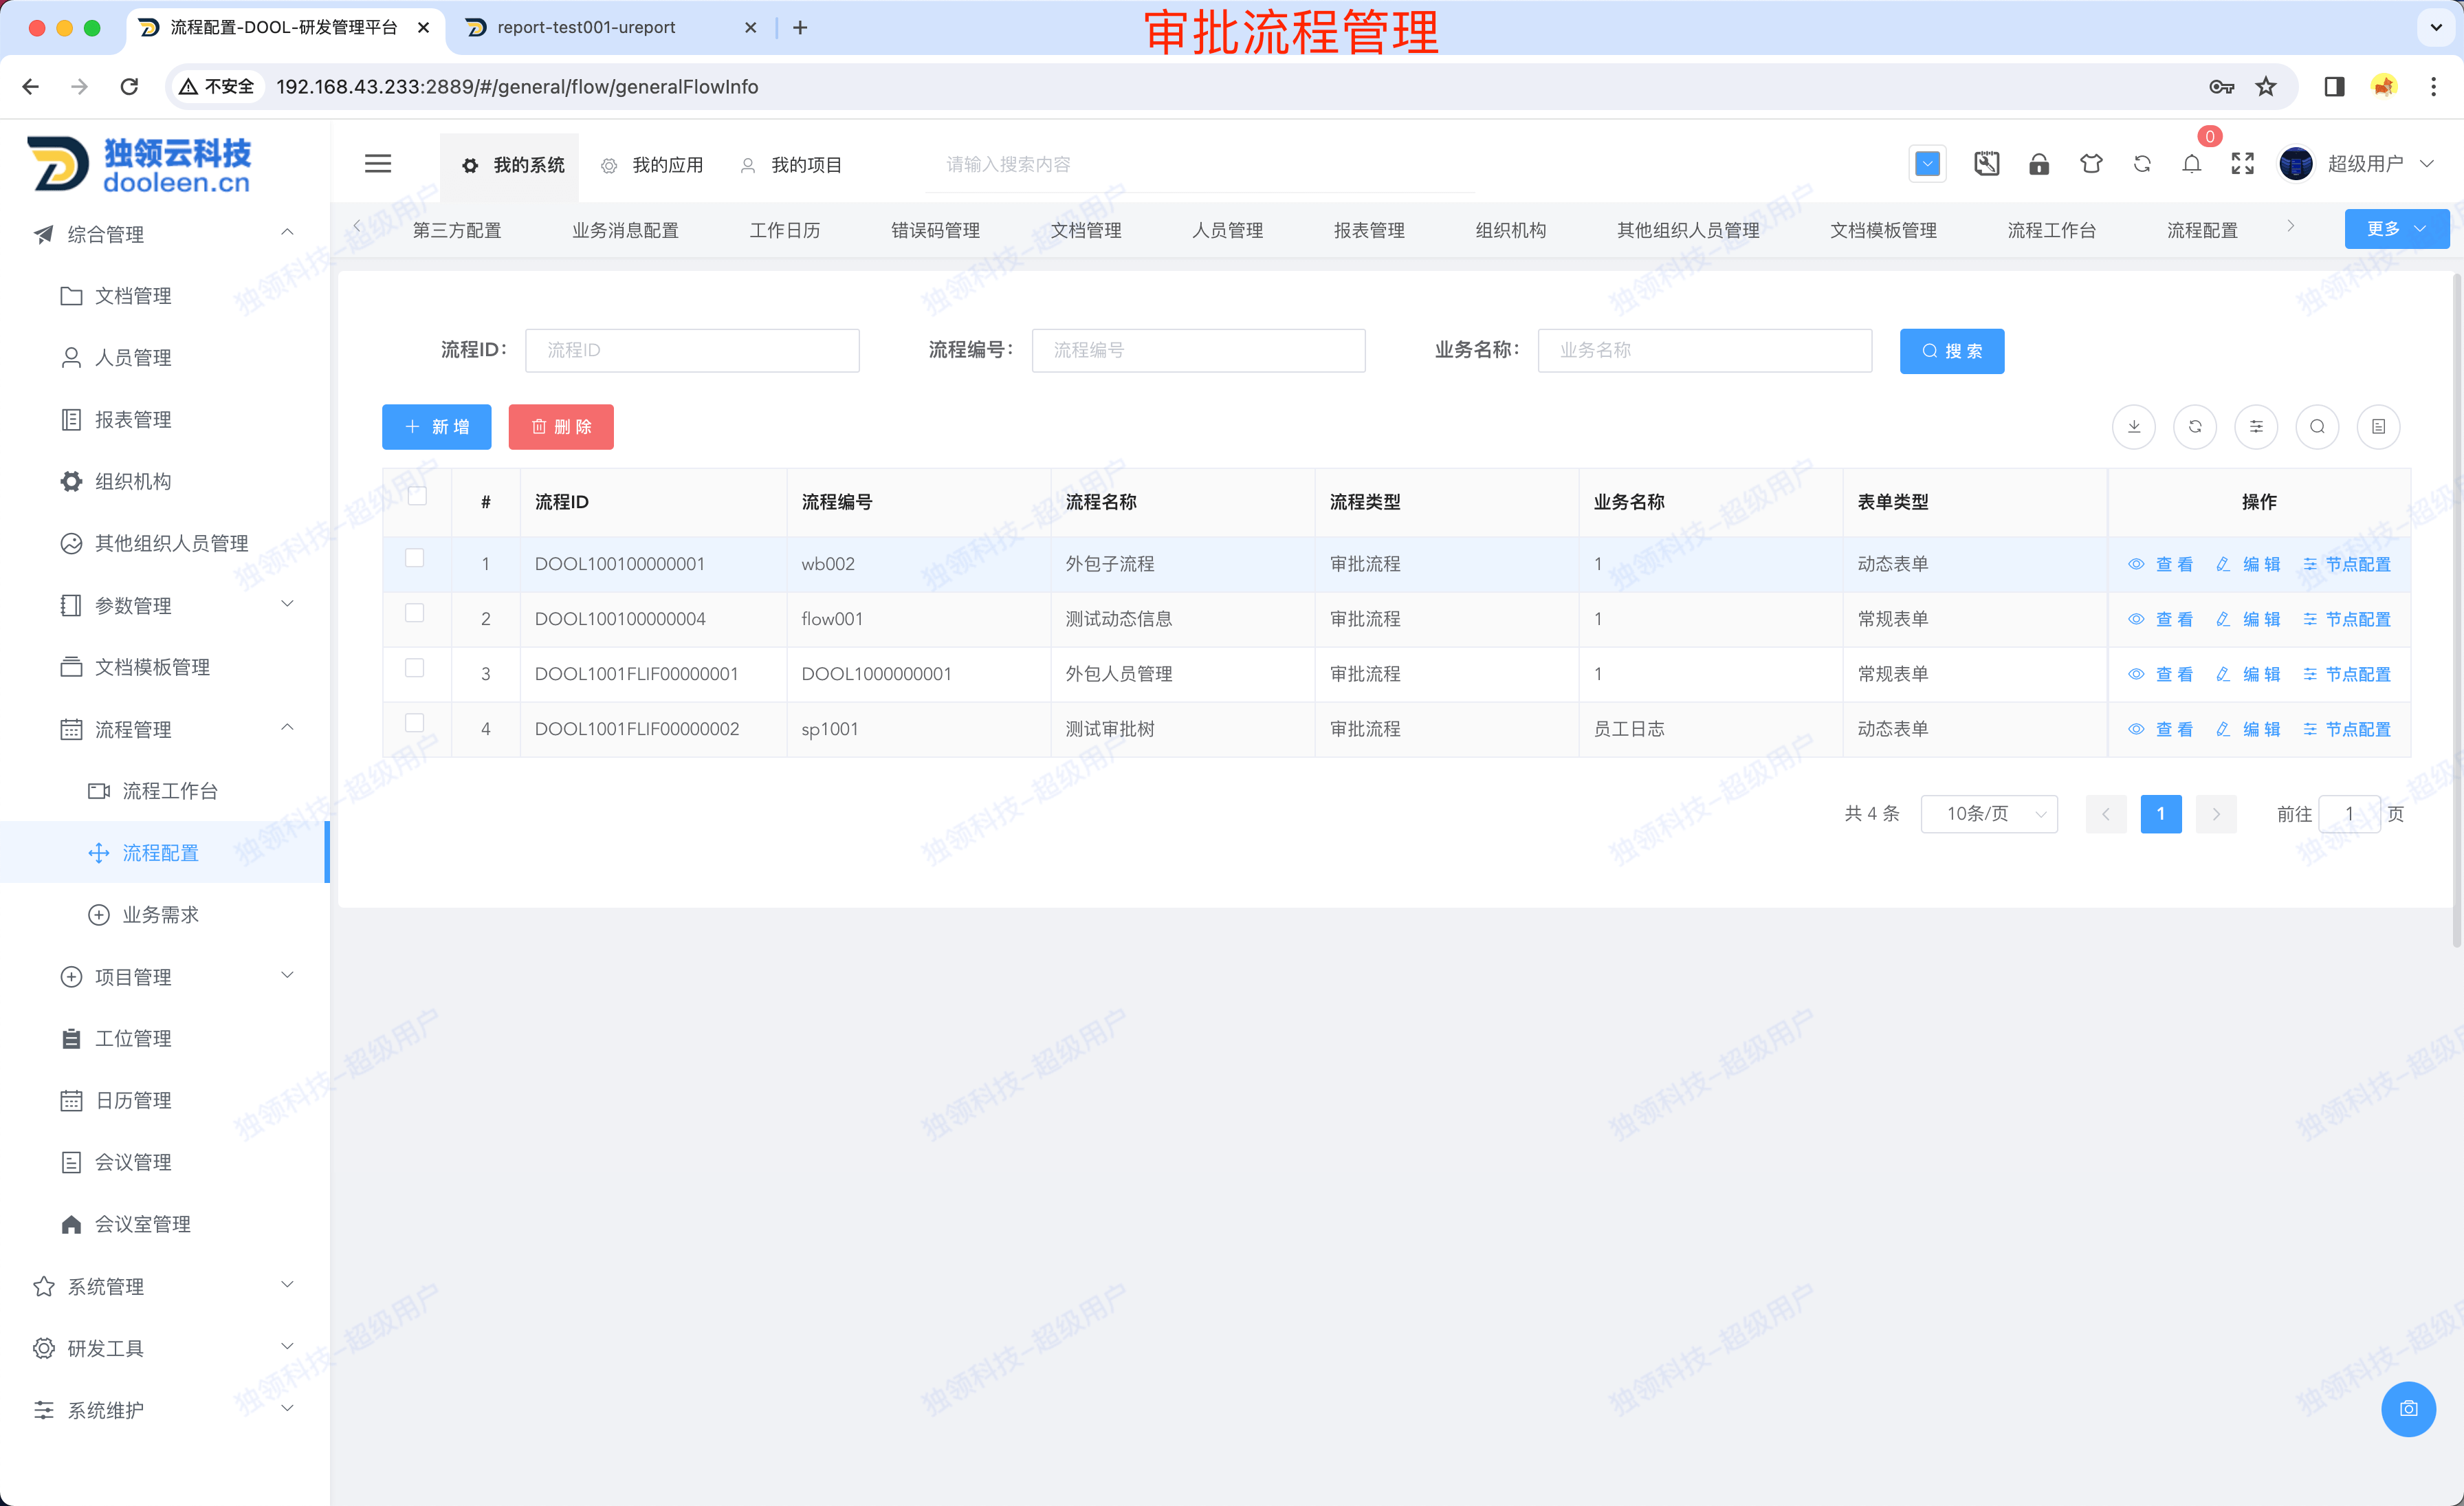 审批流程管理
流程配置-DOOL-研发管理平台
report-test001-ureport
不安全
192.168.43.233:2889/#/general/flow/generalFlowInfo
独领云科技
dooleen.cn
我的系统
我的应用
我的项目
请输入搜索内容
0
超级用户
第三方配置 业务消息配置 工作日历 错误码管理 文档管理 人员管理 报表管理 组织机构 其他组织人员管理 文档模板管理 流程工作台 流程配置 更多
综合管理
文档管理
人员管理
报表管理
组织机构
其他组织人员管理
参数管理
文档模板管理
流程管理
流程工作台
流程配置
业务需求
项目管理
工位管理
日历管理
会议管理
会议室管理
系统管理
研发工具
系统维护
流程ID: 流程ID 流程编号: 流程编号 业务名称: 业务名称 搜 索
新 增 删 除
# 流程ID 流程编号 流程名称 流程类型 业务名称 表单类型 操作
1 DOOL100100000001 wb002 外包子流程 审批流程 1 动态表单 查 看 编 辑 节点配置
2 DOOL100100000004 flow001 测试动态信息 审批流程 1 常规表单 查 看 编 辑 节点配置
3 DOOL1001FLIF00000001 DOOL1000000001 外包人员管理 审批流程 1 常规表单 查 看 编 辑 节点配置
4 DOOL1001FLIF00000002 sp1001 测试审批树 审批流程 员工日志 动态表单 查 看 编 辑 节点配置
共 4 条 10条/页 1 前往 1 页
独领科技-超级用户